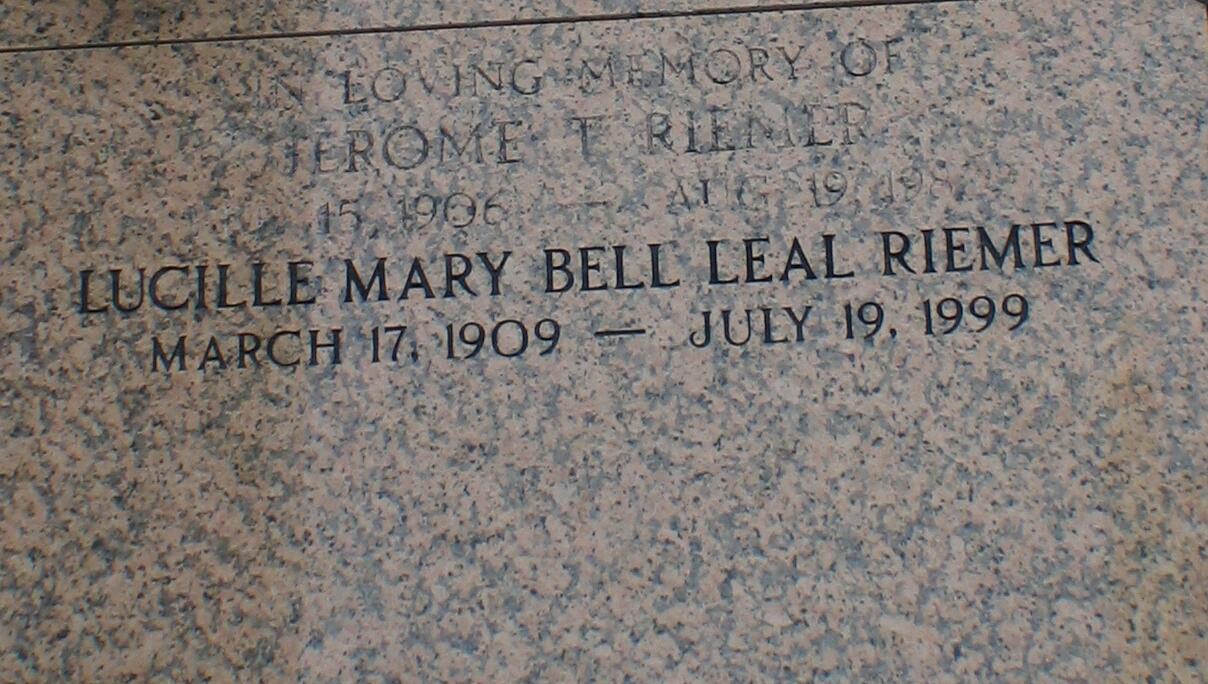 IN LOVING MEMORY OF
JEROME T RIEMER
15, 1906 — AUG 19,
LUCILLE MARY BELL LEAL RIEMER
MARCH 17, 1909 — JULY 19, 1999